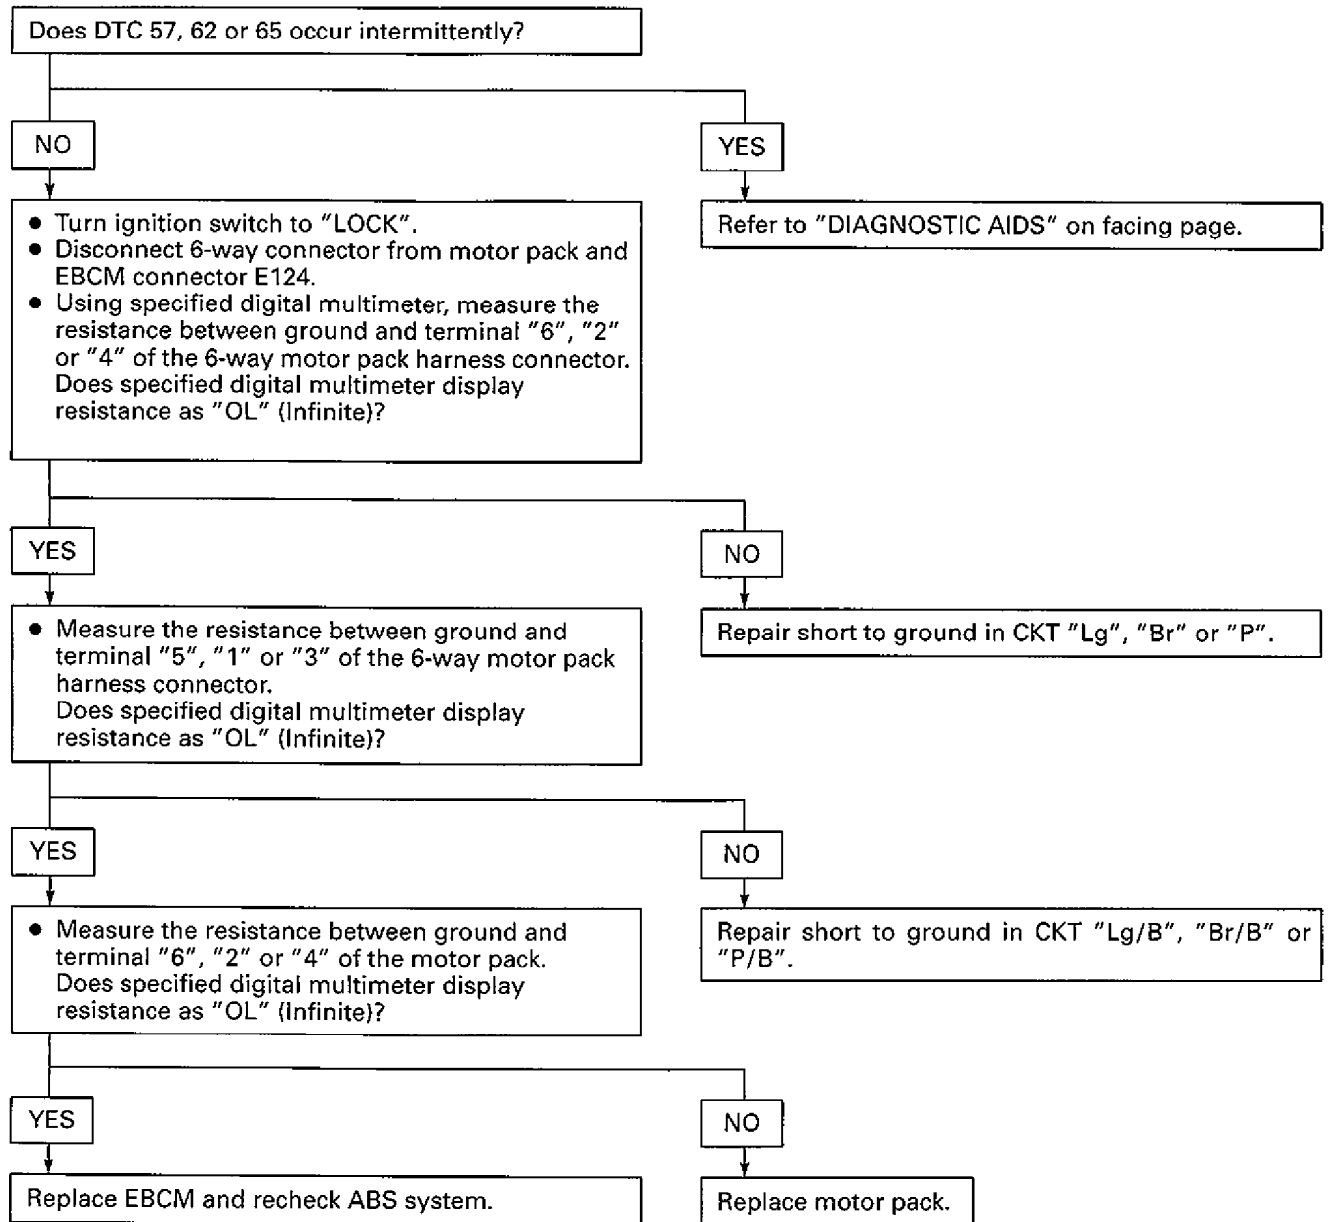 Does DTC 57, 62 or 65 occur intermittently?
NO
YES
● Turn ignition switch to "LOCK".
● Disconnect 6-way connector from motor pack and
EBCM connector E124.
● Using specified digital multimeter, measure the
resistance between ground and terminal "6", "2"
or "4" of the 6-way motor pack harness connector.
Does specified digital multimeter display
resistance as "OL" (Infinite)?
Refer to "DIAGNOSTIC AIDS" on facing page.
YES
NO
● Measure the resistance between ground and
terminal "5", "1" or "3" of the 6-way motor pack
harness connector.
Does specified digital multimeter display
resistance as "OL" (Infinite)?
Repair short to ground in CKT "Lg", "Br" or "P".
YES
NO
● Measure the resistance between ground and
terminal "6", "2" or "4" of the motor pack.
Does specified digital multimeter display
resistance as "OL" (Infinite)?
Repair short to ground in CKT "Lg/B", "Br/B" or
"P/B".
YES
NO
Replace EBCM and recheck ABS system.
Replace motor pack.